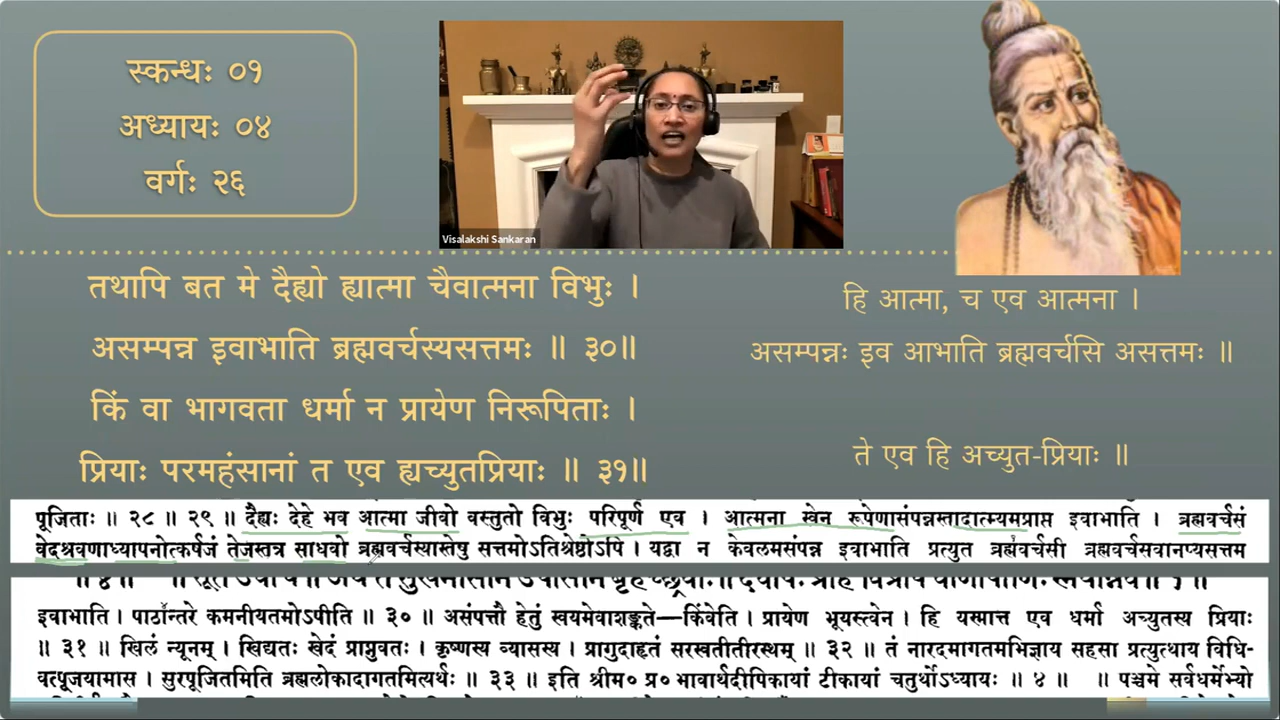 स्कन्धः ०१
अध्यायः ०४
वर्गः २६
Visalakshi Sankaran
तथापि बत मे दैह्यो ह्यात्मा चैवात्मना विभुः ।
असम्पन्न इवाभाति ब्रह्मवर्चस्यसत्तमः ॥ ३०॥
किं वा भागवता धर्मा न प्रायेण निरूपिताः ।
प्रियाः परमहंसानां त एव ह्यच्युतप्रियाः ॥ ३१॥
हि आत्मा, च एव आत्मना ।
असम्पन्नः इव आभाति ब्रह्मवर्चसि असत्तमः ॥
ते एव हि अच्युत-प्रियाः ॥
पूजिताः ॥ २८ ॥ २९ ॥ दैह्यः देहे भव आत्मा जीवो वस्तुतो विभुः परिपूर्ण एव । आत्मना स्वेन रूपेणासंपन्नस्तादात्म्यमप्राप्त इवाभाति । ब्रह्मवर्चसं
वेदश्रवणाध्यापनोत्कर्षजं तेजस्तत्र साधवो ब्रह्मवर्चस्यास्तेषु सत्तमोऽतिश्रेष्ठोऽपि । यद्वा न केवलमसंपन्न इवाभाति प्रत्युत ब्रह्मवर्चसी ब्रह्मवर्चसवानप्यसत्तम
इवाभाति । पाठान्तरे कमनीयतमोऽपीति ॥ ३० ॥ असंपत्तौ हेतुं स्वयमेवाशङ्कते—किंवेति । प्रायेण भूयस्त्वेन । हि यस्मात्त एव धर्मा अच्युतस्य प्रियाः
॥ ३१ ॥ खिलं न्यूनम् । खिद्यतः खेदं प्राप्नुवतः । कृष्णस्य व्यासस्य । प्रागुदाहृतं सरस्वतीतीरस्थम् ॥ ३२ ॥ तं नारदमागतमभिज्ञाय सहसा प्रत्युत्थाय विधि-
वत्पूजयामास । सुरपूजितमिति ब्रह्मलोकादागतमित्यर्थः ॥ ३३ ॥ इति श्रीम० प्र० भावार्थदीपिकायां टीकायां चतुर्थोऽध्यायः ॥ ४ ॥ ॥ पञ्चमे सर्वधर्मेभ्यो